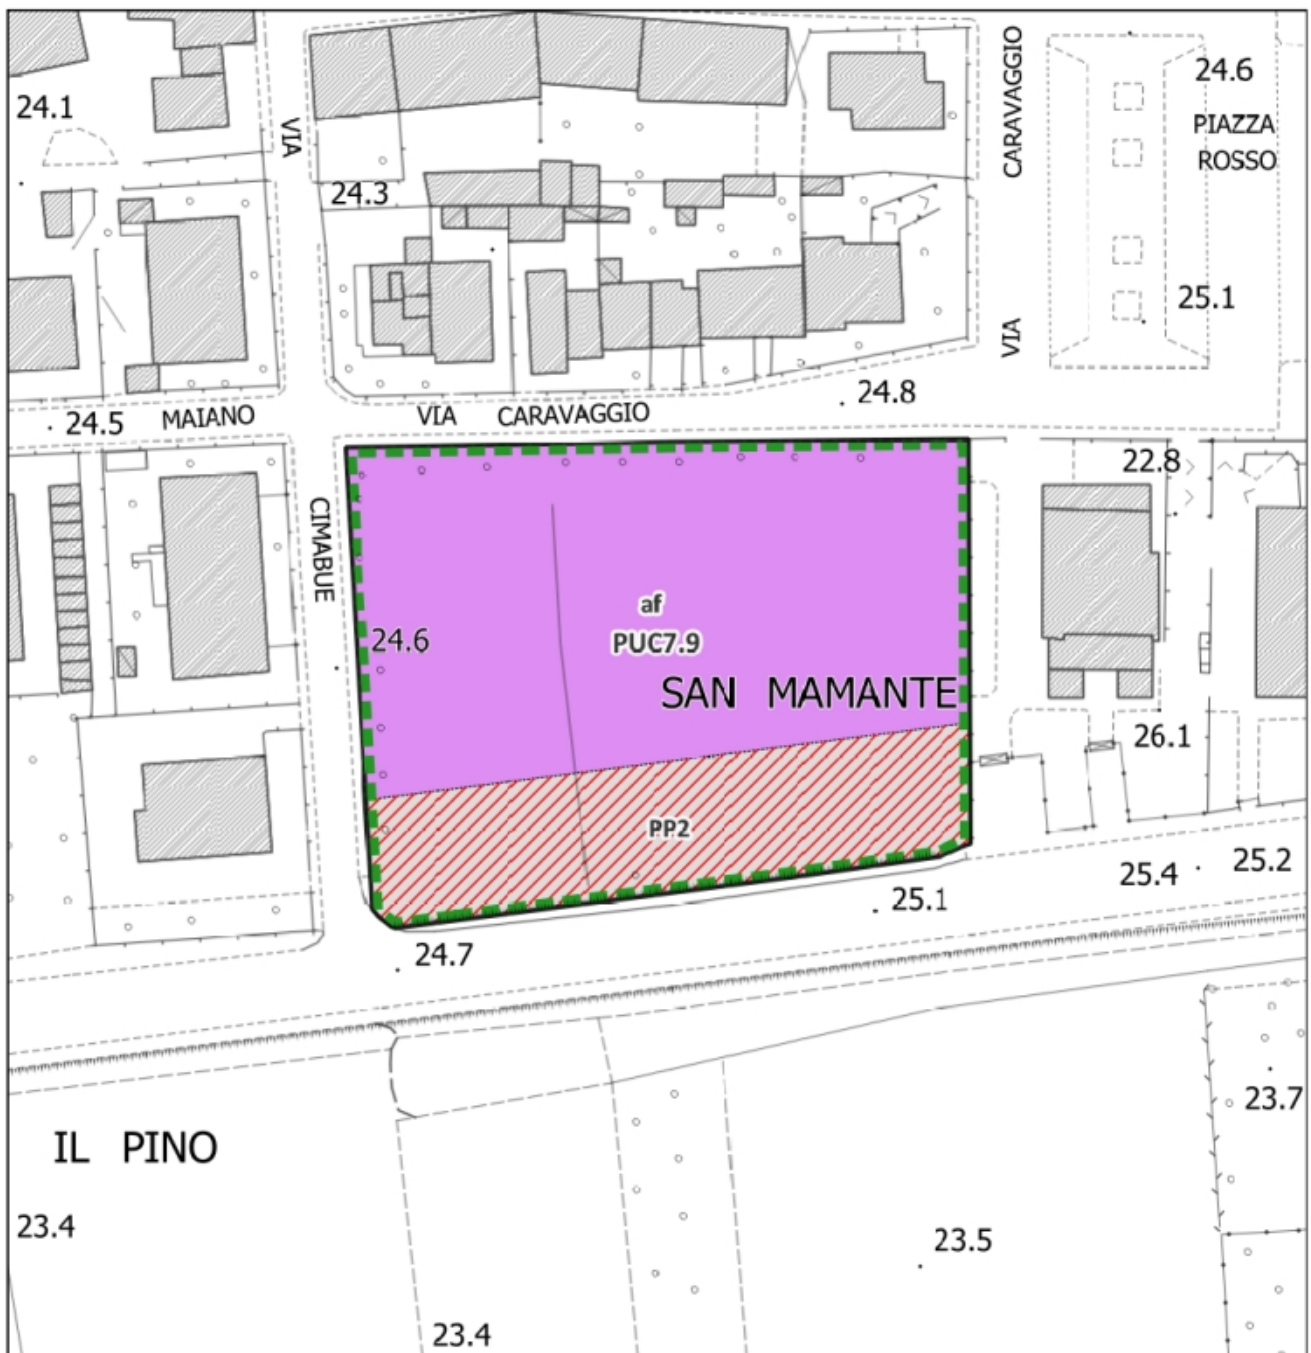 24.1
VIA
24.3
CARAVAGGIO
VIA
24.6
PIAZZA
ROSSO
25.1
24.5
MAIANO
VIA CARAVAGGIO
24.8
22.8
CIMABUE
24.6
af
PUC7.9
SAN MAMANTE
26.1
PP2
25.4
25.2
25.1
24.7
23.7
IL PINO
23.4
23.5
23.4